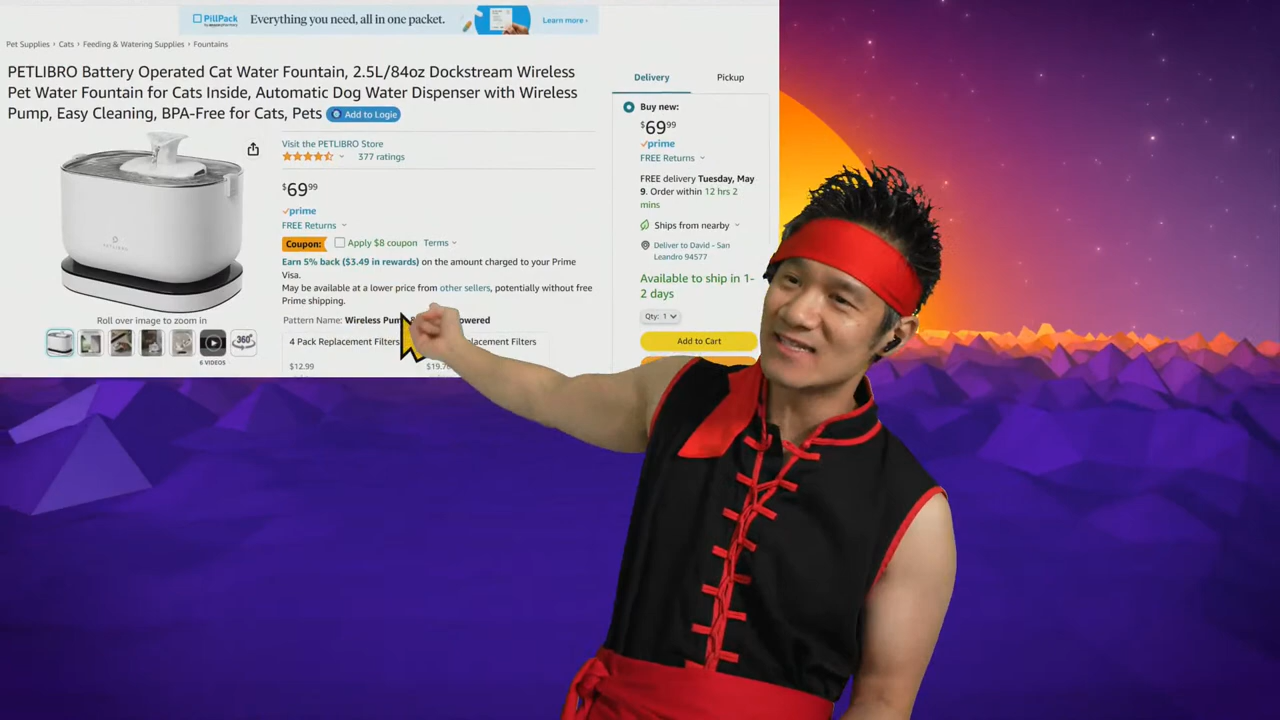 PillPack
by amazon pharmacy
Everything you need, all in one packet.
Learn more ›
Pet Supplies › Cats › Feeding & Watering Supplies › Fountains
PETLIBRO Battery Operated Cat Water Fountain, 2.5L/84oz Dockstream Wireless
Pet Water Fountain for Cats Inside, Automatic Dog Water Dispenser with Wireless
Pump, Easy Cleaning, BPA-Free for Cats, Pets
Add to Logie
PETLIBRO
Roll over image to zoom in
6 VIDEOS
360°
Visit the PETLIBRO Store
377 ratings
$69 99
prime
FREE Returns
Coupon:
Apply $8 coupon Terms
Earn 5% back ($3.49 in rewards) on the amount charged to your Prime
Visa.
May be available at a lower price from other sellers, potentially without free
Prime shipping.
Pattern Name: Wireless Pum
owered
4 Pack Replacement Filters
lacement Filters
$12.99
Delivery
Pickup
Buy new:
$69 99
prime
FREE Returns
FREE delivery Tuesday, May
9. Order within 12 hrs 2
mins
Ships from nearby
Deliver to David - San
Leandro 94577
Available to ship in 1-
2 days
Qty: 1
Add to Cart